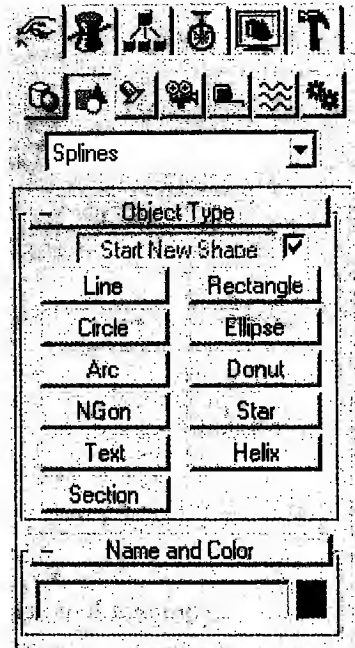 Splines
Object Type
Start New Shape
Line Rectangle
Circle Ellipse
Arc Donut
NGon Star
Text Helix
Section
Name and Color